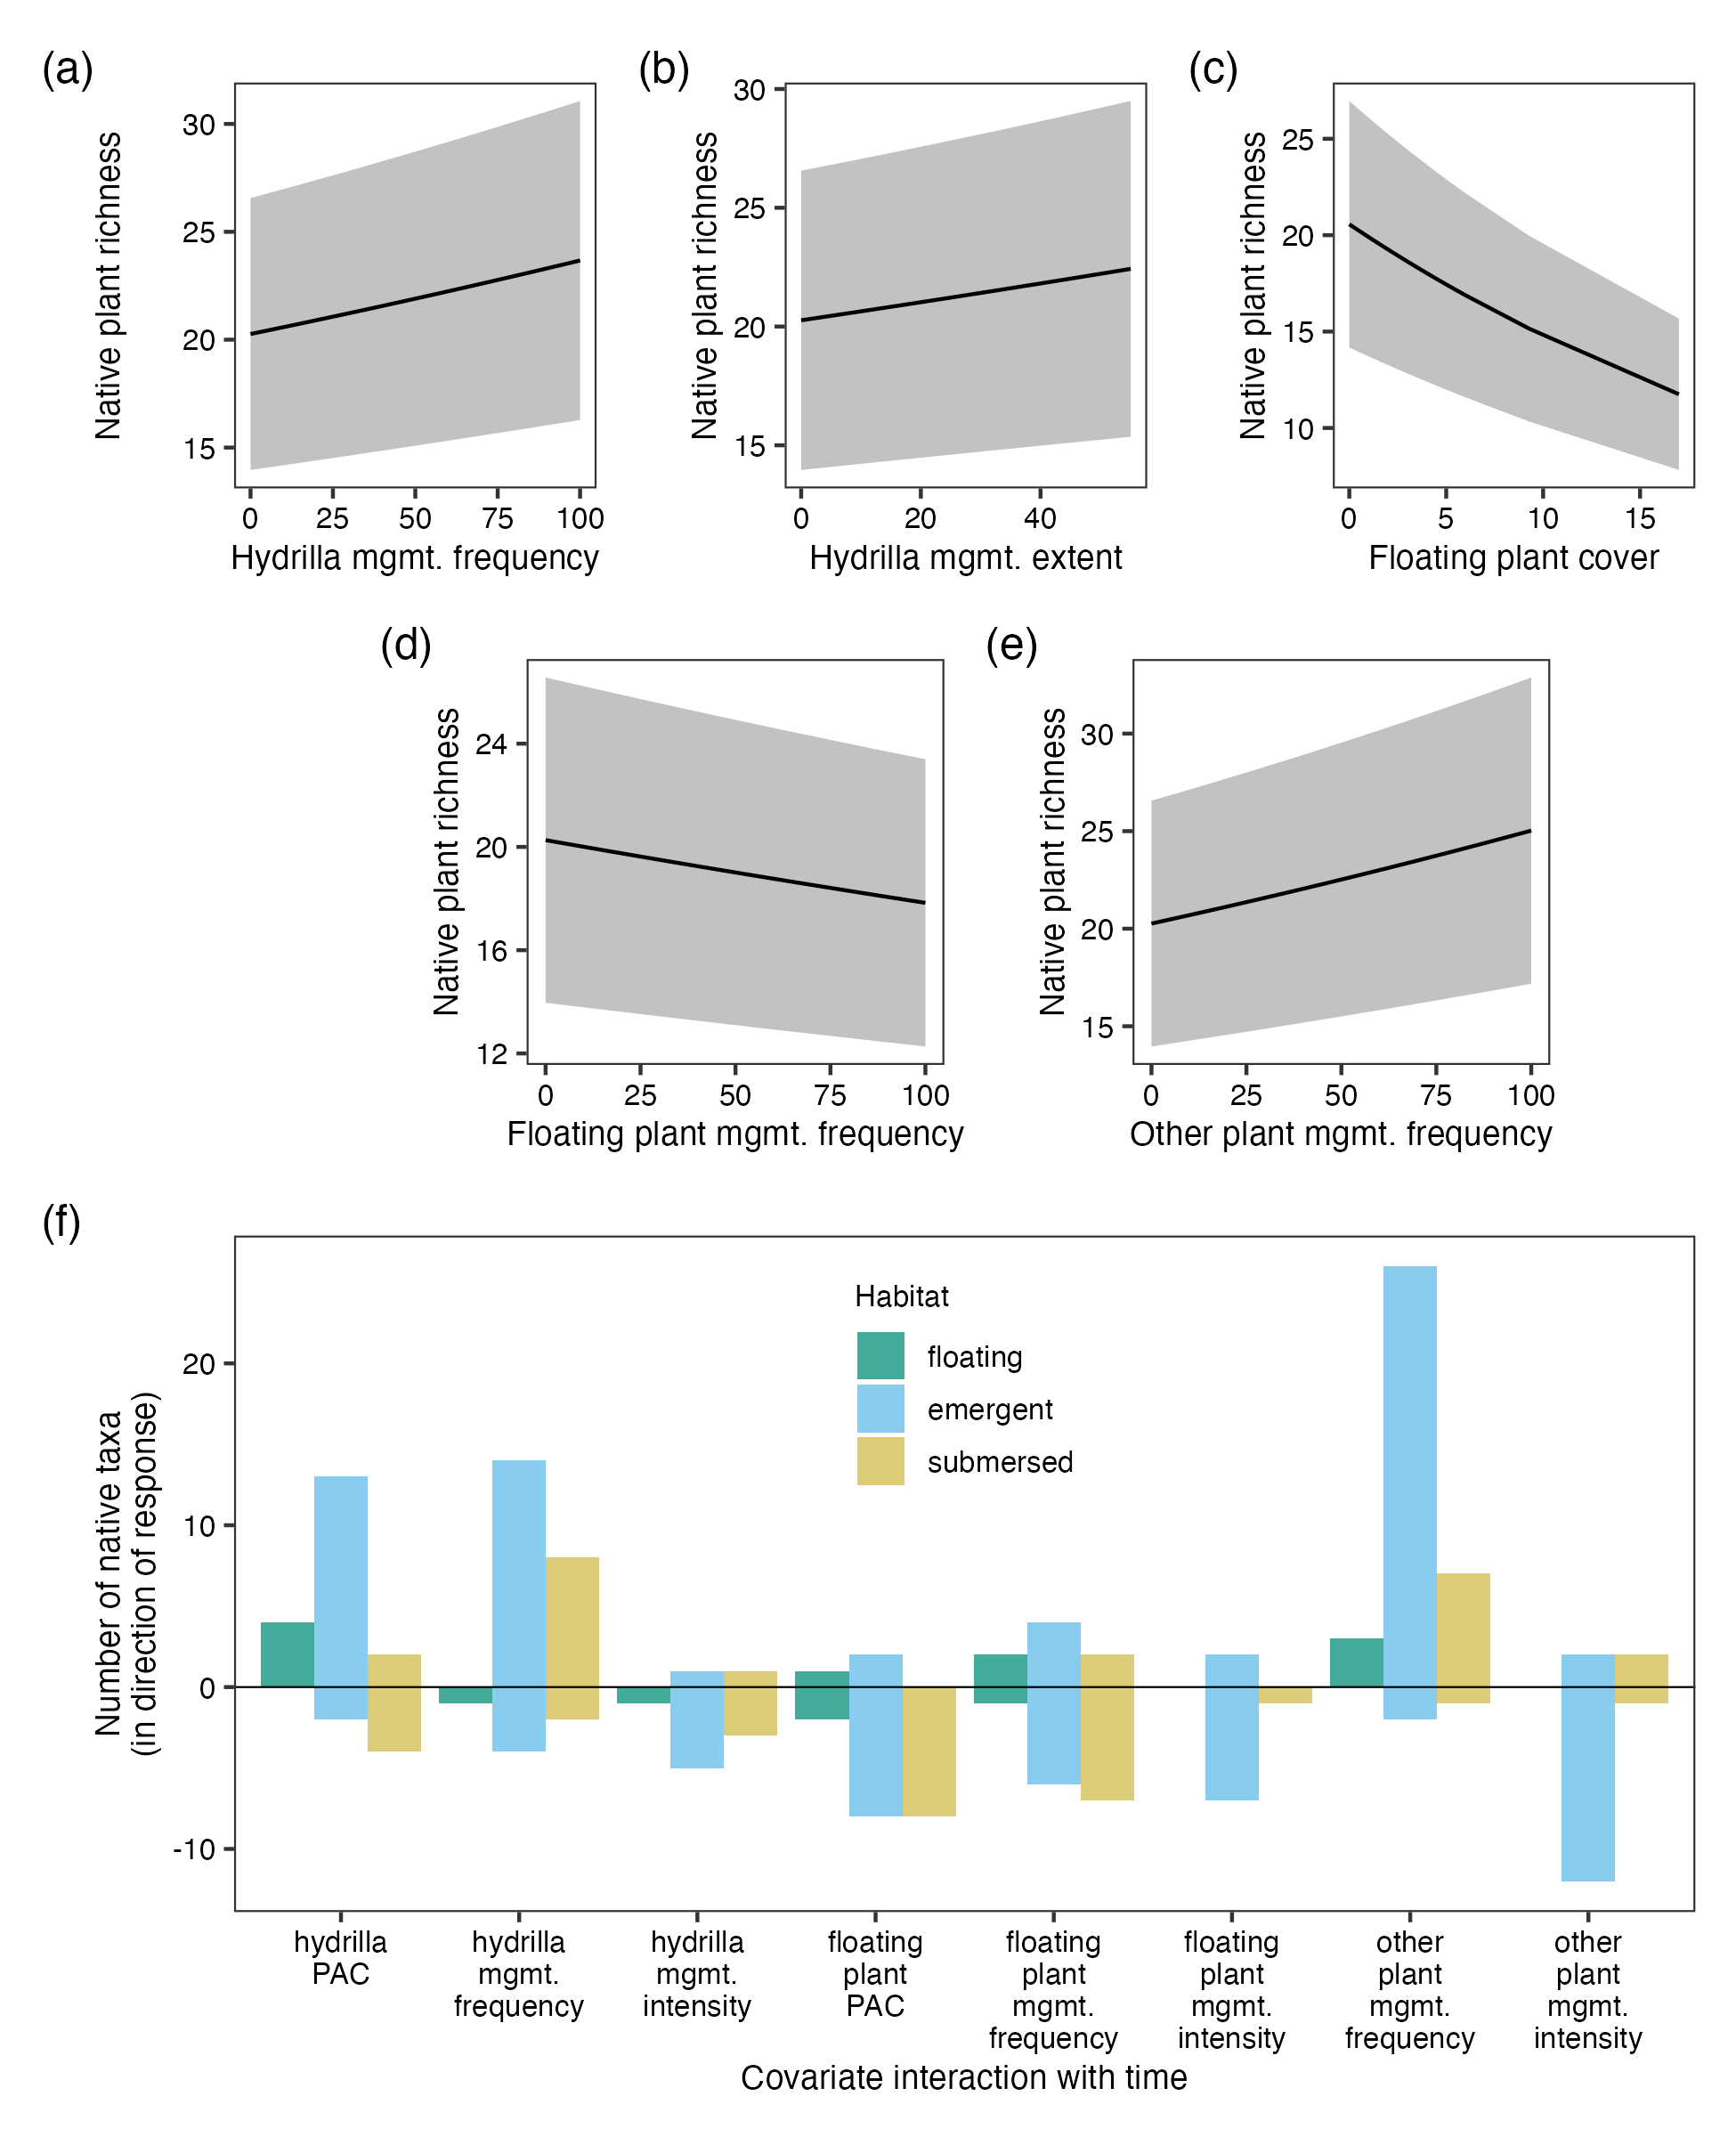 (a)
Native plant richness
30
25
20
15
0 25 50 75 100
Hydrilla mgmt. frequency
(b)
Native plant richness
30
25
20
15
0 20 40
Hydrilla mgmt. extent
(c)
Native plant richness
25
20
15
10
0 5 10 15
Floating plant cover
(d)
Native plant richness
24
20
16
12
0 25 50 75 100
Floating plant mgmt. frequency
(e)
Native plant richness
30
25
20
15
0 25 50 75 100
Other plant mgmt. frequency
(f)
Number of native taxa
(in direction of response)
20
10
0
-10
Habitat
floating
emergent
submersed
hydrilla
PAC
hydrilla
mgmt.
frequency
hydrilla
mgmt.
intensity
floating
plant
PAC
floating
plant
mgmt.
frequency
floating
plant
mgmt.
intensity
other
plant
mgmt.
frequency
other
plant
mgmt.
intensity
Covariate interaction with time